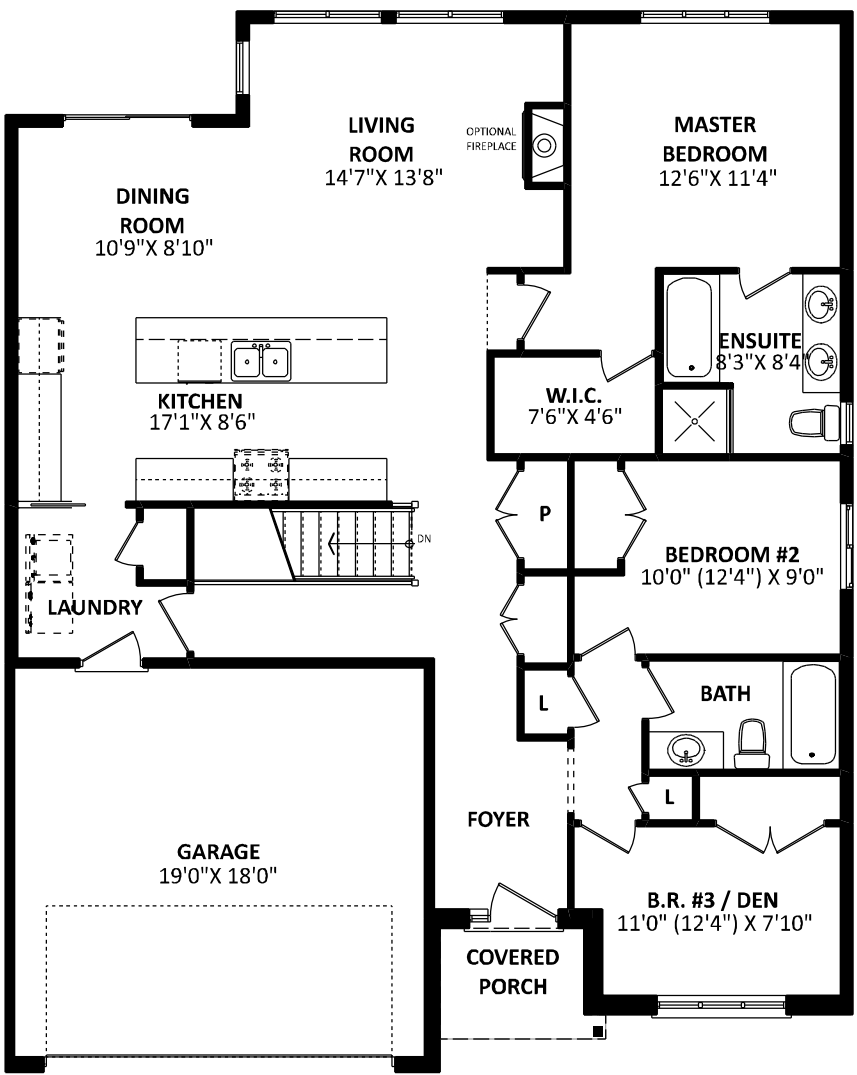 LIVING
ROOM
14'7"X 13'8"
OPTIONAL
FIREPLACE
MASTER
BEDROOM
12'6"X 11'4"
DINING
ROOM
10'9"X 8'10"
ENSUITE
8'3"X 8'4"
KITCHEN
17'1"X 8'6"
W.I.C.
7'6"X 4'6"
P
DN
BEDROOM #2
10'0" (12'4") X 9'0"
LAUNDRY
L
BATH
L
FOYER
GARAGE
19'0"X 18'0"
B.R. #3 / DEN
11'0" (12'4") X 7'10"
COVERED
PORCH